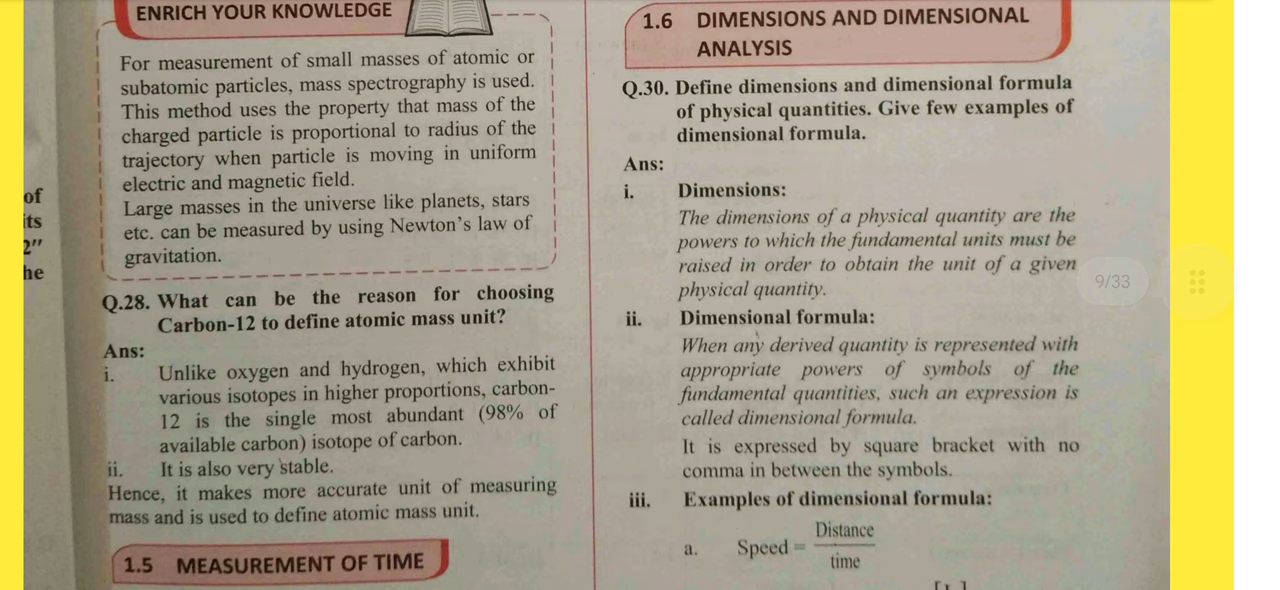 of
its
2"
he
ENRICH YOUR KNOWLEDGE
For measurement of small masses of atomic or
subatomic particles, mass spectrography is used.
This method uses the property that mass of the
charged particle is proportional to radius of the
trajectory when particle is moving in uniform
electric and magnetic field.
Large masses in the universe like planets, stars
etc. can be measured by using Newton's law of
gravitation.
Q.28. What can be the reason for choosing
Carbon-12 to define atomic mass unit?
Ans:
i. Unlike oxygen and hydrogen, which exhibit
various isotopes in higher proportions, carbon-
12 is the single most abundant (98% of
available carbon) isotope of carbon.
ii. It is also very stable.
Hence, it makes more accurate unit of measuring
mass and is used to define atomic mass unit.
1.5 MEASUREMENT OF TIME
1.6 DIMENSIONS AND DIMENSIONAL
ANALYSIS
Q.30. Define dimensions and dimensional formula
of physical quantities. Give few examples of
dimensional formula.
Ans:
i. Dimensions:
The dimensions of a physical quantity are the
powers to which the fundamental units must be
raised in order to obtain the unit of a given
physical quantity.
ii. Dimensional formula:
When any derived quantity is represented with
appropriate powers of symbols of the
fundamental quantities, such an expression is
called dimensional formula.
It is expressed by square bracket with no
comma in between the symbols.
iii. Examples of dimensional formula:
a. Speed = Distance
time
9/33